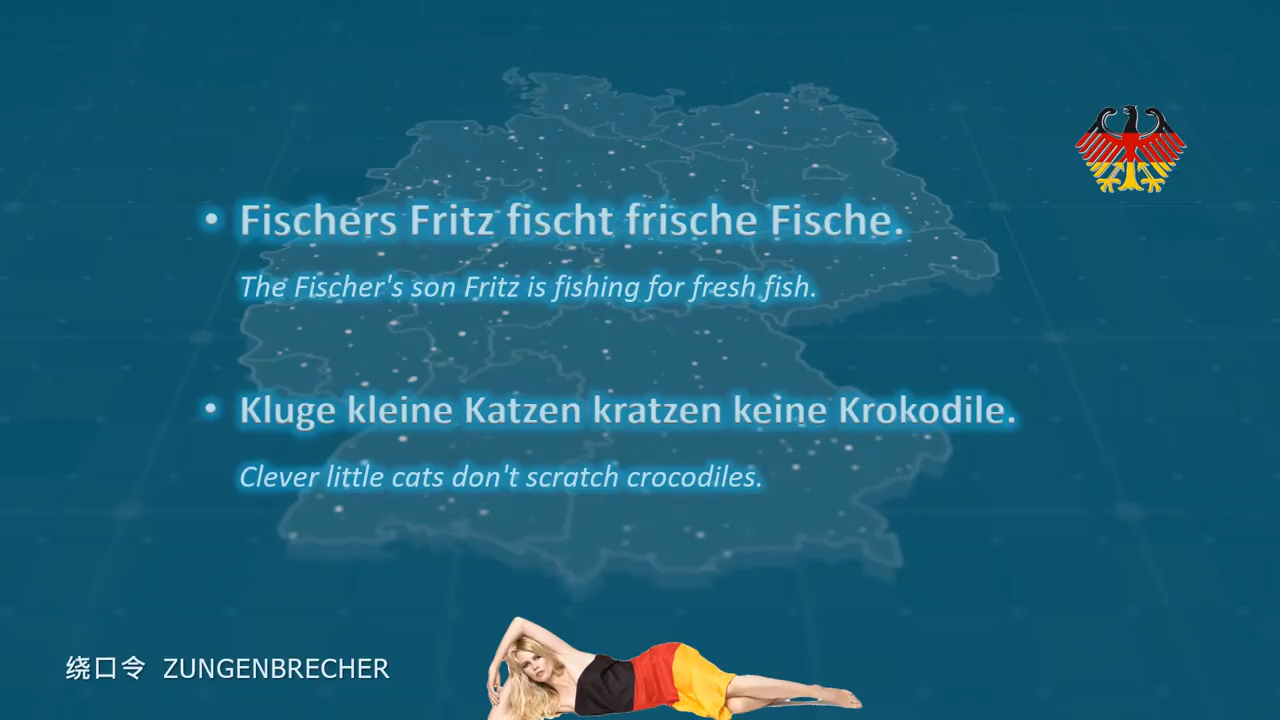 • Fischers Fritz fischt frische Fische.
The Fischer's son Fritz is fishing for fresh fish.
• Kluge kleine Katzen kratzen keine Krokodile.
Clever little cats don't scratch crocodiles.
绕口令 ZUNGENBRECHER